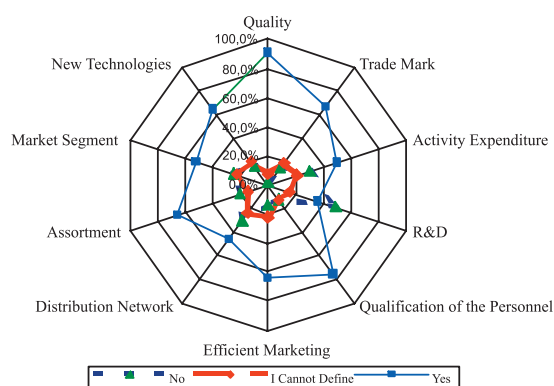 Quality
100,0%
New Technologies
Trade Mark
80,0%
60,0%
Market Segment
Activity Expenditure
40,0%
20,0%
0,0%
Assortment
R&D
Distribution Network
Qualification of the Personnel
Efficient Marketing
No
I Cannot Define
Yes